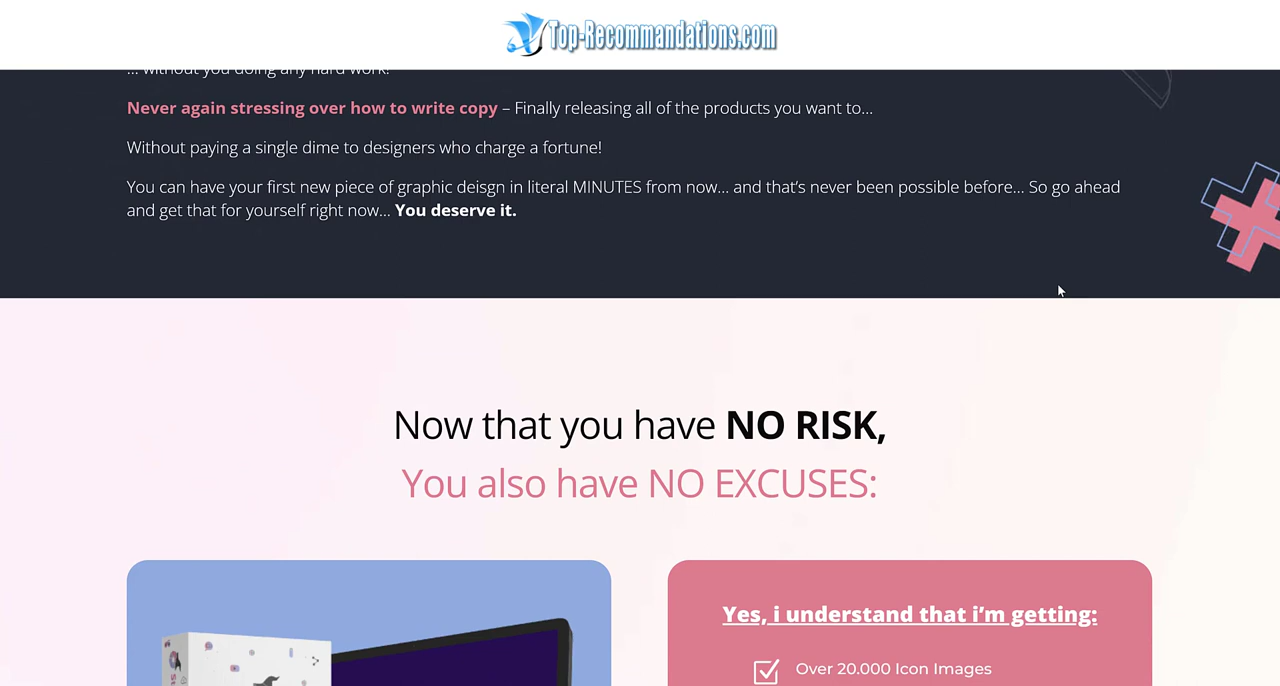 Top-Recommandations.com
... without you doing any hard work!
Never again stressing over how to write copy – Finally releasing all of the products you want to...
Without paying a single dime to designers who charge a fortune!
You can have your first new piece of graphic deisgn in literal MINUTES from now... and that's never been possible before... So go ahead
and get that for yourself right now... You deserve it.
Now that you have NO RISK,
You also have NO EXCUSES:
Yes, i understand that i'm getting:
Over 20.000 Icon Images